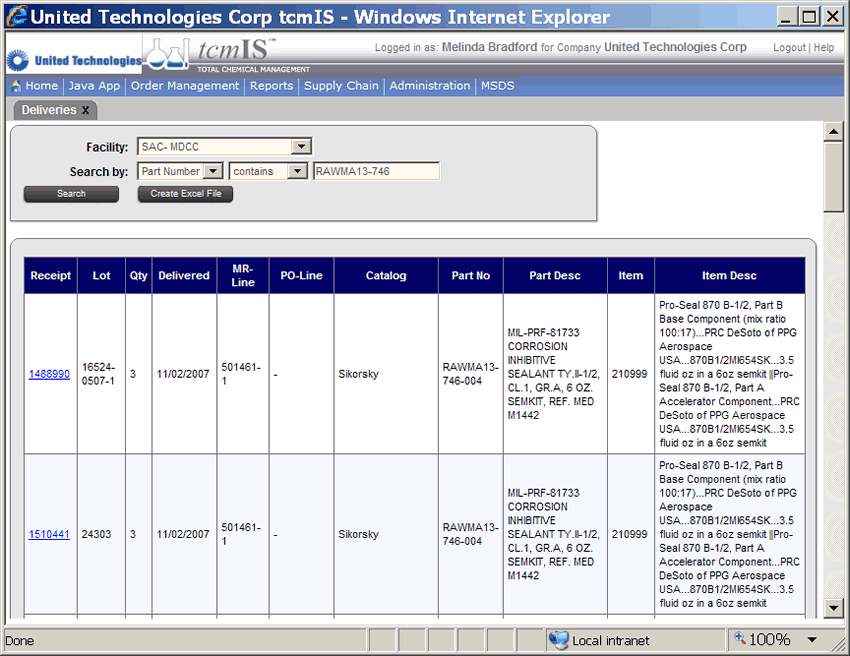 United Technologies Corp tcmIS - Windows Internet Explorer
United Technologies
tcmIS™
TOTAL CHEMICAL MANAGEMENT
Logged in as: Melinda Bradford for Company United Technologies Corp
Logout | Help
Home | Java App | Order Management | Reports | Supply Chain | Administration | MSDS
Deliveries X
Facility: SAC- MDCC
Search by: Part Number contains RAWMA13-746
Search Create Excel File
Receipt Lot Qty Delivered MR-
Line PO-Line Catalog Part No Part Desc Item Item Desc
1488990
16524-
0507-1
3
11/02/2007
501461-
1
-
Sikorsky
RAWMA13-
746-004
MIL-PRF-81733
CORROSION
INHIBITIVE
SEALANT TY.II-1/2,
CL.1, GR.A, 6 OZ.
SEMKIT, REF. MED
M1442
210999
Pro-Seal 870 B-1/2, Part B
Base Component (mix ratio
100:17)...PRC DeSoto of PPG
Aerospace
USA...870B1/2MI654SK...3.5
fluid oz in a 6oz semkit ||Pro-
Seal 870 B-1/2, Part A
Accelerator Component...PRC
DeSoto of PPG Aerospace
USA...870B1/2MI654SK...3.5
fluid oz in a 6oz semkit
1510441
24303
3
11/02/2007
501461-
1
-
Sikorsky
RAWMA13-
746-004
MIL-PRF-81733
CORROSION
INHIBITIVE
SEALANT TY.II-1/2,
CL.1, GR.A, 6 OZ.
SEMKIT, REF. MED
M1442
210999
Pro-Seal 870 B-1/2, Part B
Base Component (mix ratio
100:17)...PRC DeSoto of PPG
Aerospace
USA...870B1/2MI654SK...3.5
fluid oz in a 6oz semkit ||Pro-
Seal 870 B-1/2, Part A
Accelerator Component...PRC
DeSoto of PPG Aerospace
USA...870B1/2MI654SK...3.5
fluid oz in a 6oz semkit
Done
Local intranet
100%